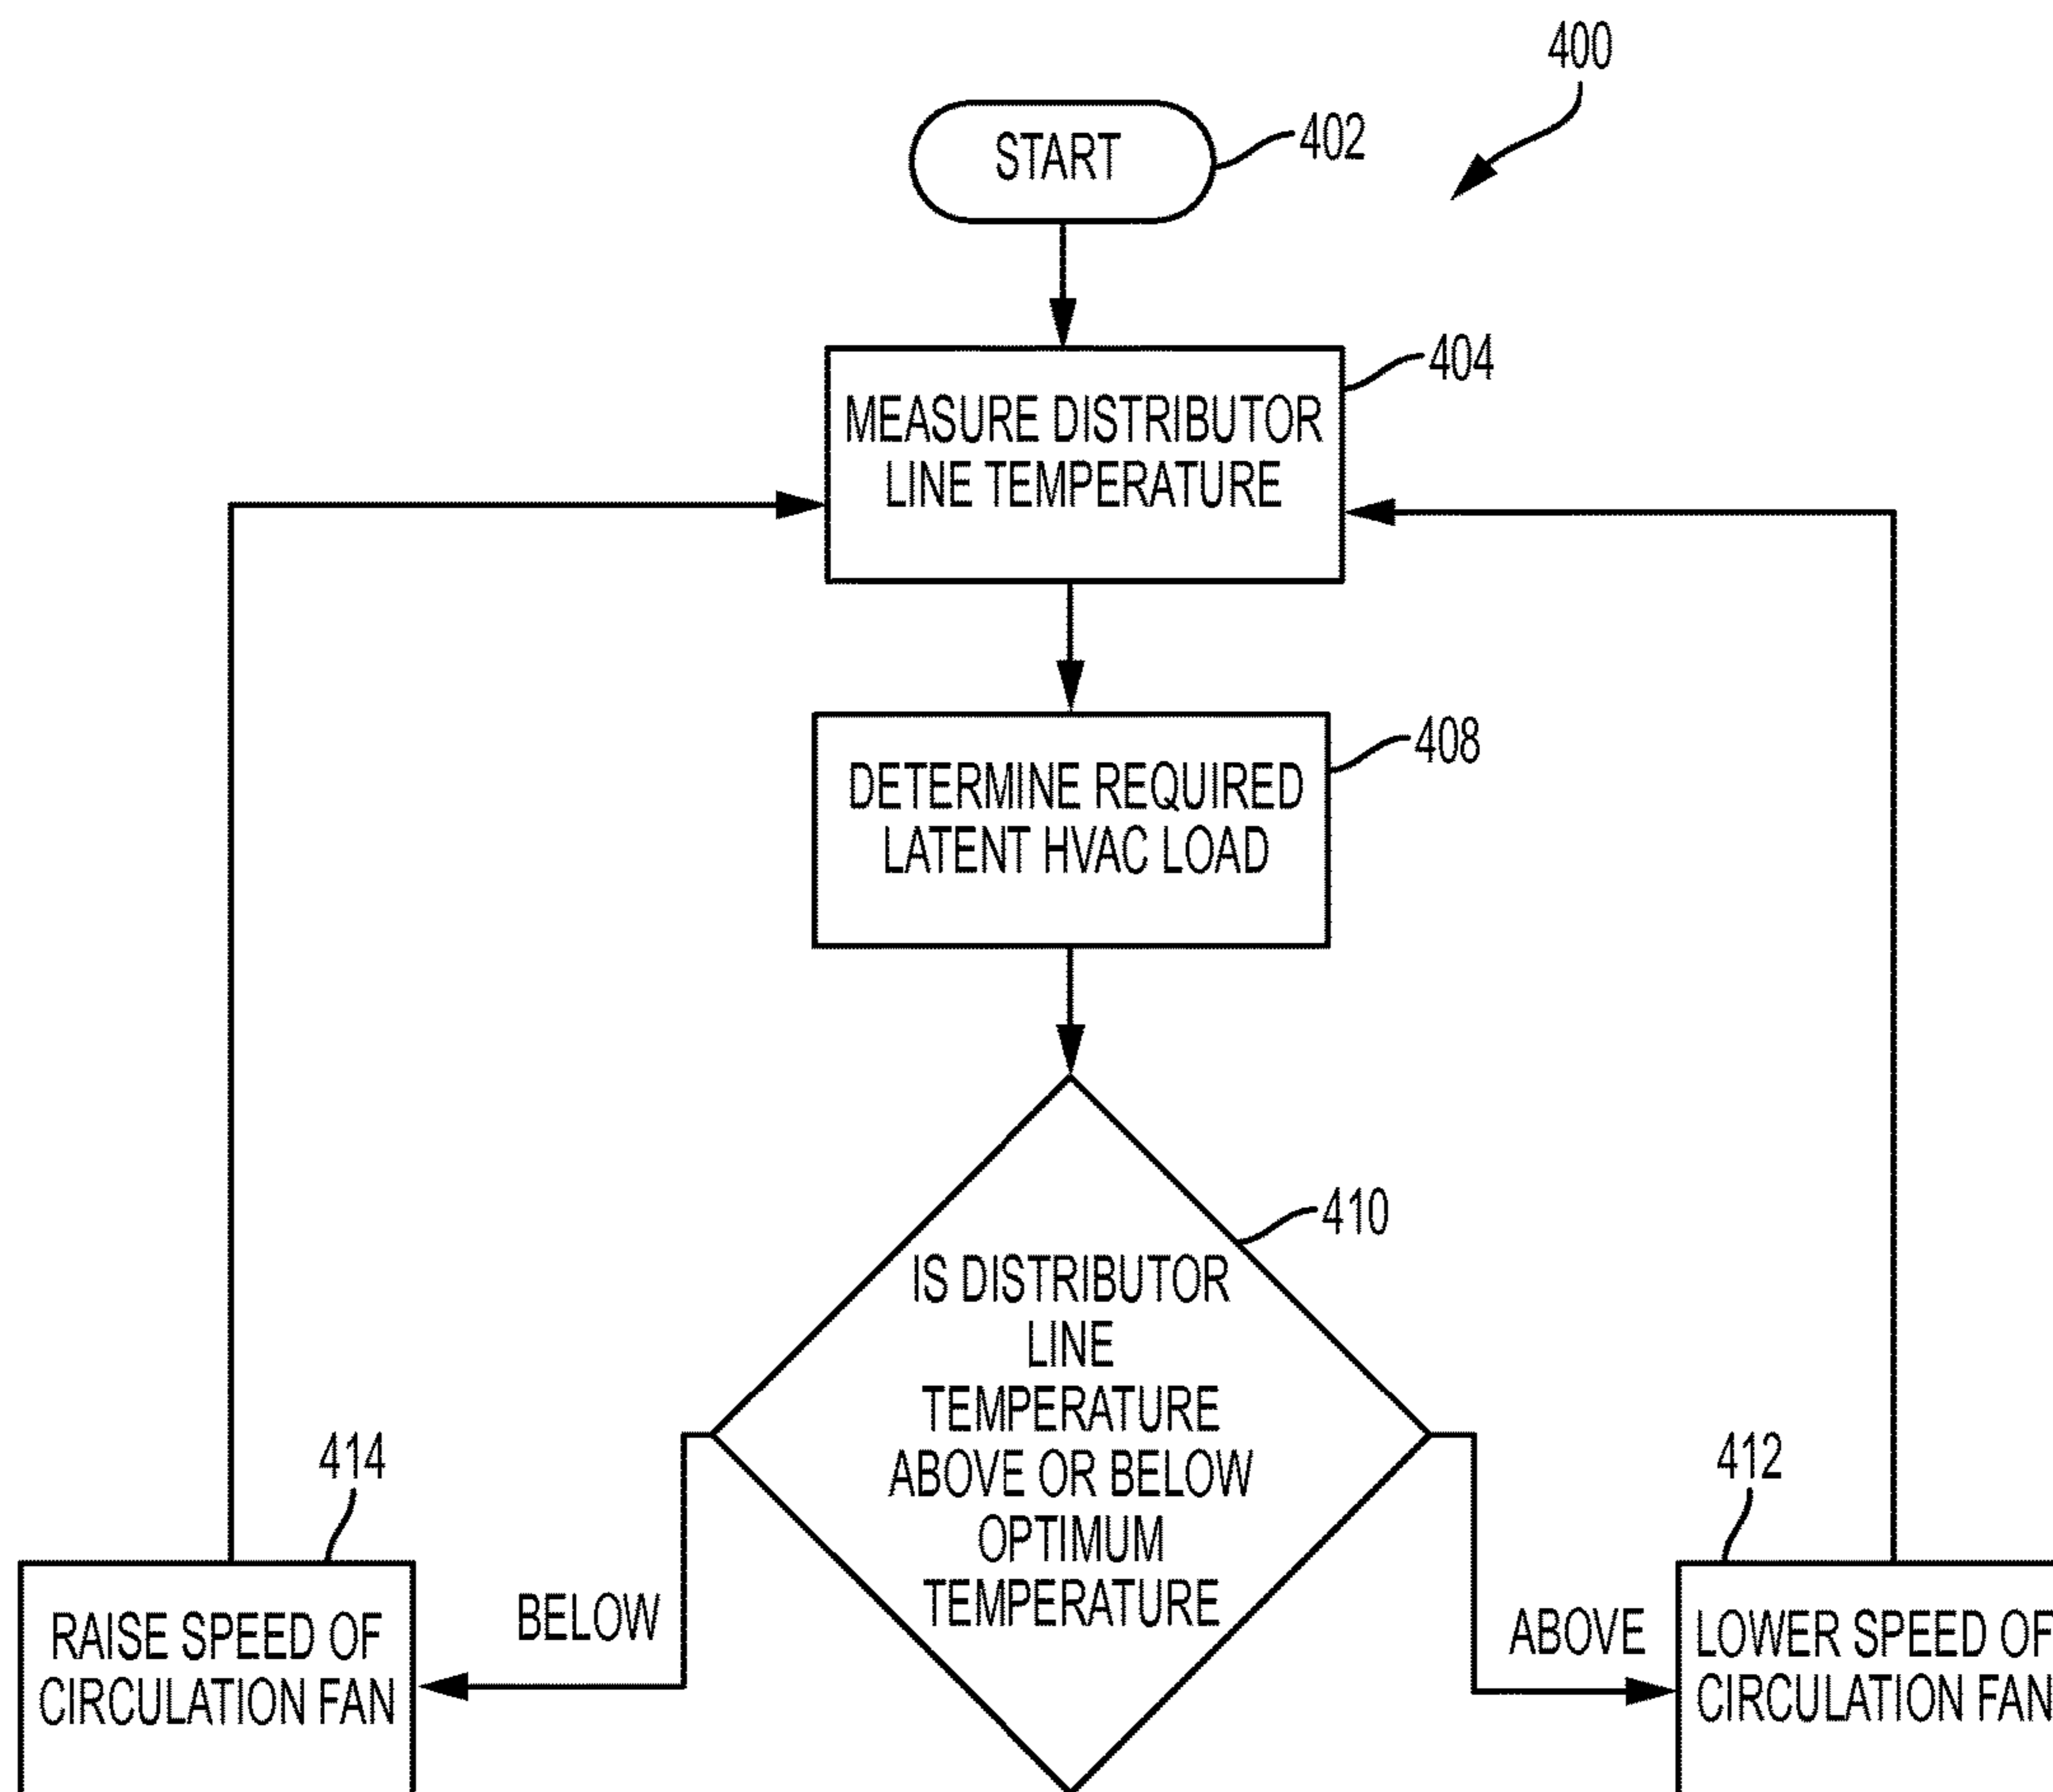 400
START
402
404
MEASURE DISTRIBUTOR
LINE TEMPERATURE
408
DETERMINE REQUIRED
LATENT HVAC LOAD
410
IS DISTRIBUTOR
LINE
TEMPERATURE
ABOVE OR BELOW
OPTIMUM
TEMPERATURE
414
BELOW
RAISE SPEED OF
CIRCULATION FAN
412
ABOVE
LOWER SPEED OF
CIRCULATION FAN